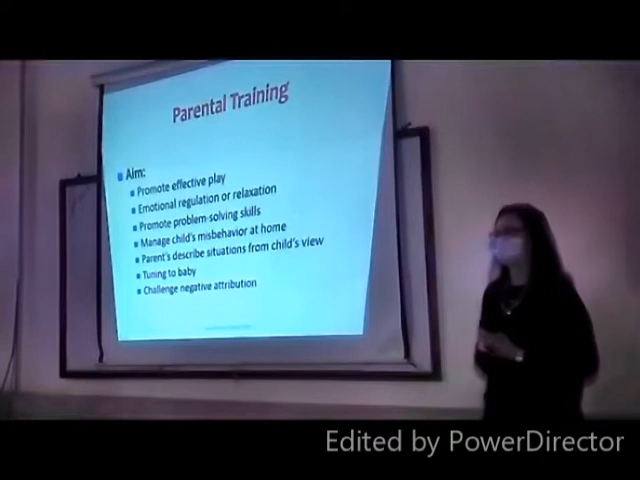 Parental Training
Aim:
Promote effective play
Emotional regulation or relaxation
Promote problem-solving skills
Manage child's misbehavior at home
Parent's describe situations from child's view
Tuning to baby
Challenge negative attribution
Edited by PowerDirector